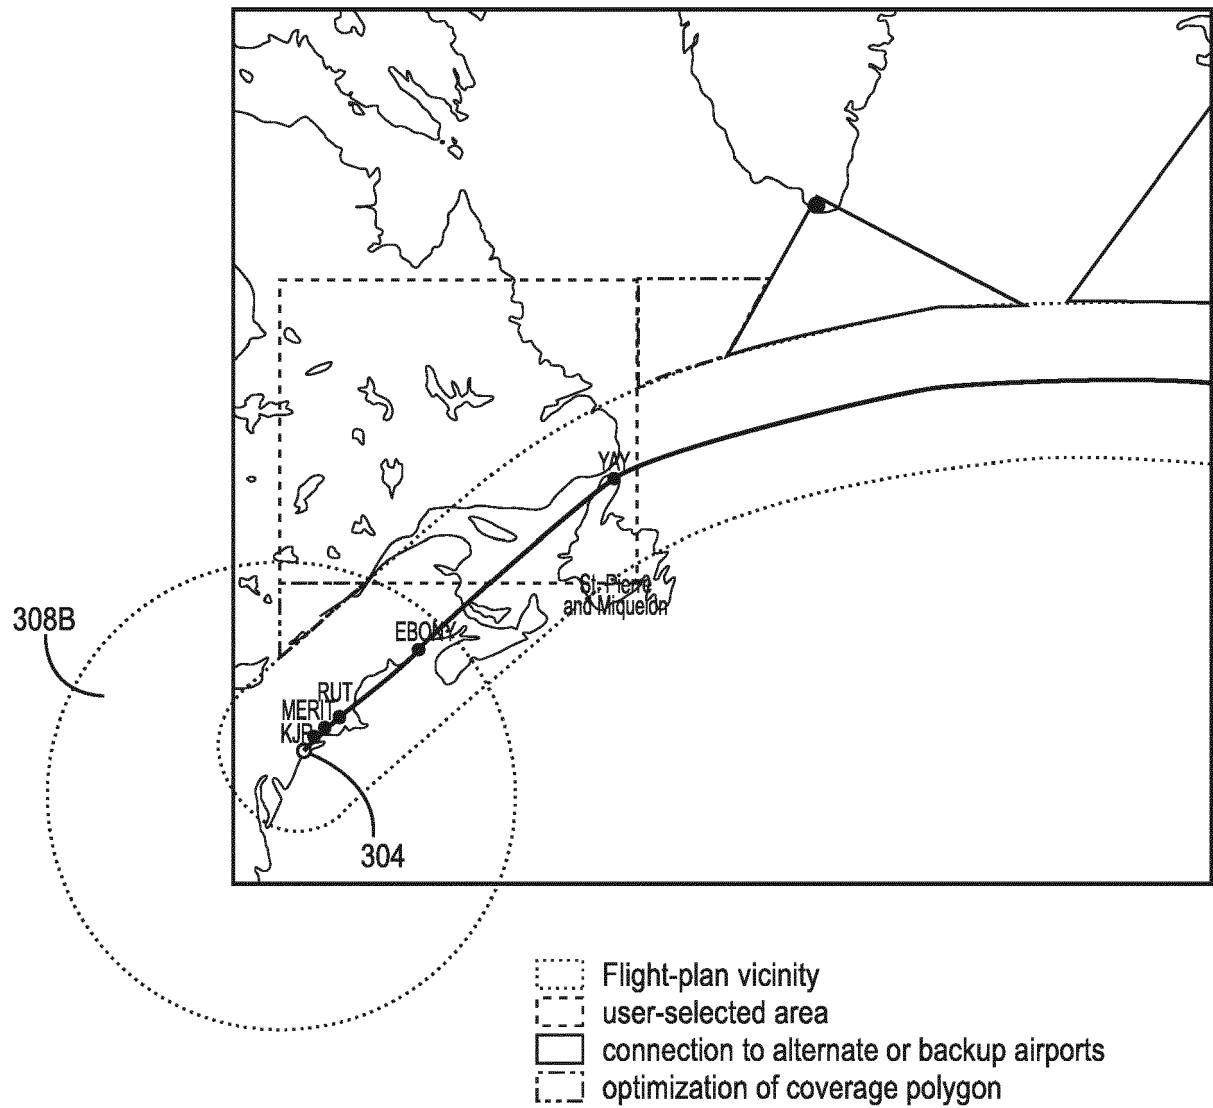 YAY
St. Pierre
and Miquelon
308B
EBONY
RUT
MERIT
KJF
304
Flight-plan vicinity
user-selected area
connection to alternate or backup airports
optimization of coverage polygon